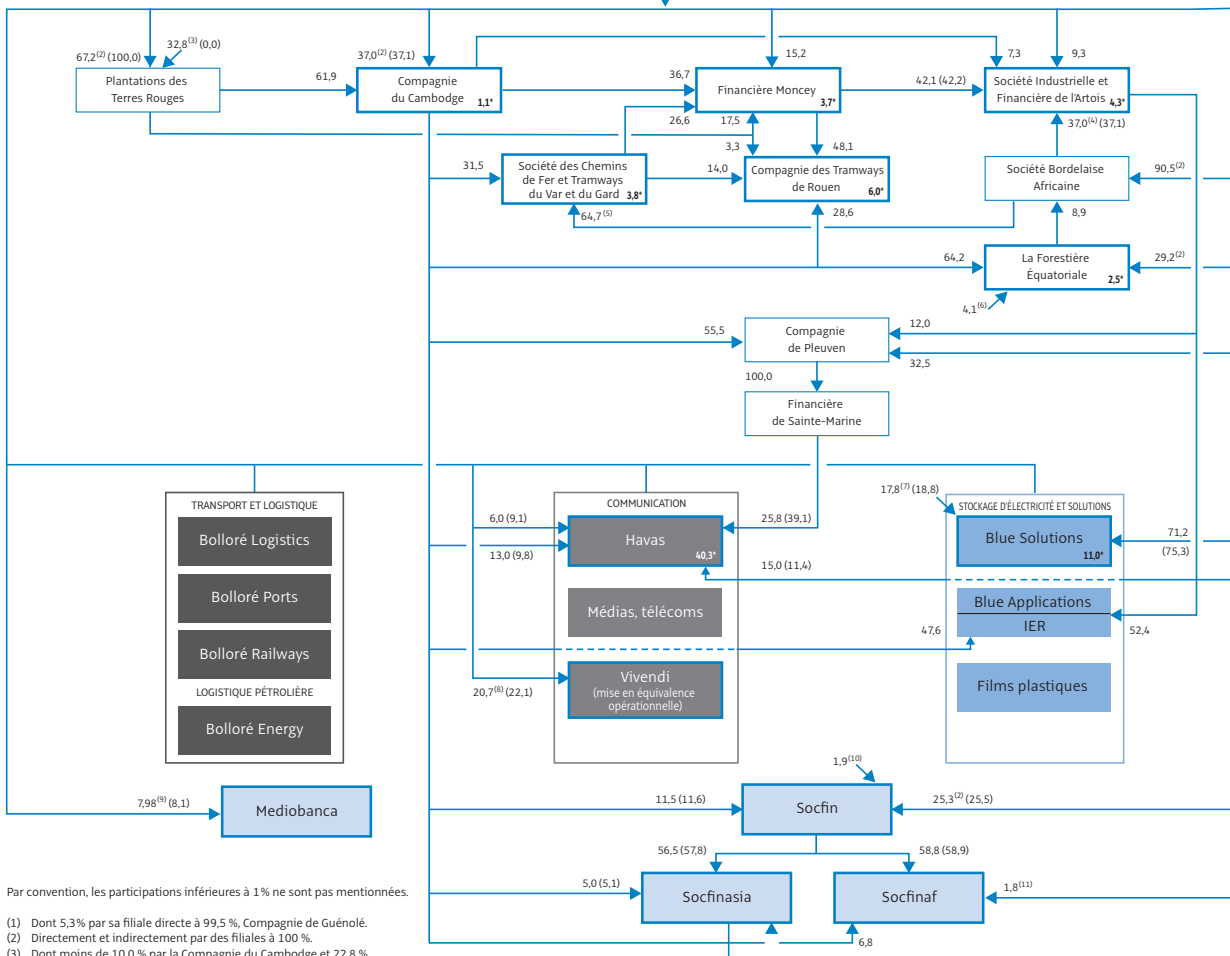 67,2(2) (100,0)
32,8(3) (0,0)
37,0(2) (37,1)
15,2
7,3
9,3
Plantations des
Terres Rouges
61,9
Compagnie
du Cambodge
1,1*
36,7
Financière Moncey
3,7*
42,1 (42,2)
Société Industrielle et
Financière de l'Artois
4,3*
26,6
17,5
37,0(4) (37,1)
3,3
48,1
31,5
Société des Chemins
de Fer et Tramways
du Var et du Gard
3,8*
14,0
Compagnie des Tramways
de Rouen
6,0*
Société Bordelaise
Africaine
90,5(2)
64,7(5)
28,6
8,9
64,2
La Forestière
Équatoriale
2,5*
29,2(2)
4,1(6)
55,5
Compagnie
de Pleuven
12,0
32,5
100,0
Financière
de Sainte-Marine
TRANSPORT ET LOGISTIQUE
Bolloré Logistics
Bolloré Ports
Bolloré Railways
LOGISTIQUE PÉTROLIÈRE
Bolloré Energy
COMMUNICATION
6,0 (9,1)
13,0 (9,8)
Havas
40,3*
25,8 (39,1)
15,0 (11,4)
Médias, télécoms
20,7(8) (22,1)
Vivendi
(mise en équivalence
opérationnelle)
17,8(7) (18,8)
STOCKAGE D'ÉLECTRICITÉ ET SOLUTIONS
Blue Solutions
11,0*
71,2
(75,3)
Blue Applications
IER
47,6
52,4
Films plastiques
7,98(9) (8,1)
Mediobanca
1,9(10)
11,5 (11,6)
Socfin
25,3(2) (25,5)
56,5 (57,8)
58,8 (58,9)
5,0 (5,1)
Socfinasia
Socfinaf
1,8(11)
6,8
Par convention, les participations inférieures à 1 % ne sont pas mentionnées.
(1) Dont 5,3 % par sa filiale directe à 99,5 %, Compagnie de Guénolé.
(2) Directement et indirectement par des filiales à 100 %.
(3) Dont moins de 10,0 % par la Compagnie du Cambodge et 22,8 %